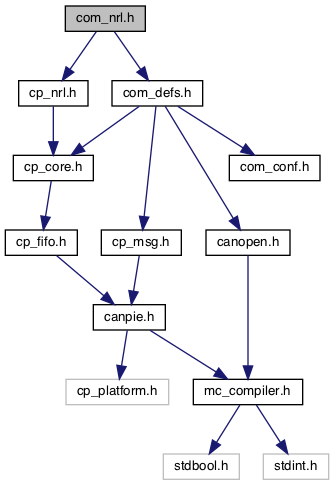 com_nrl.h
cp_nrl.h
com_defs.h
cp_core.h
com_conf.h
cp_fifo.h
cp_msg.h
canopen.h
canpie.h
cp_platform.h
mc_compiler.h
stdbool.h
stdint.h